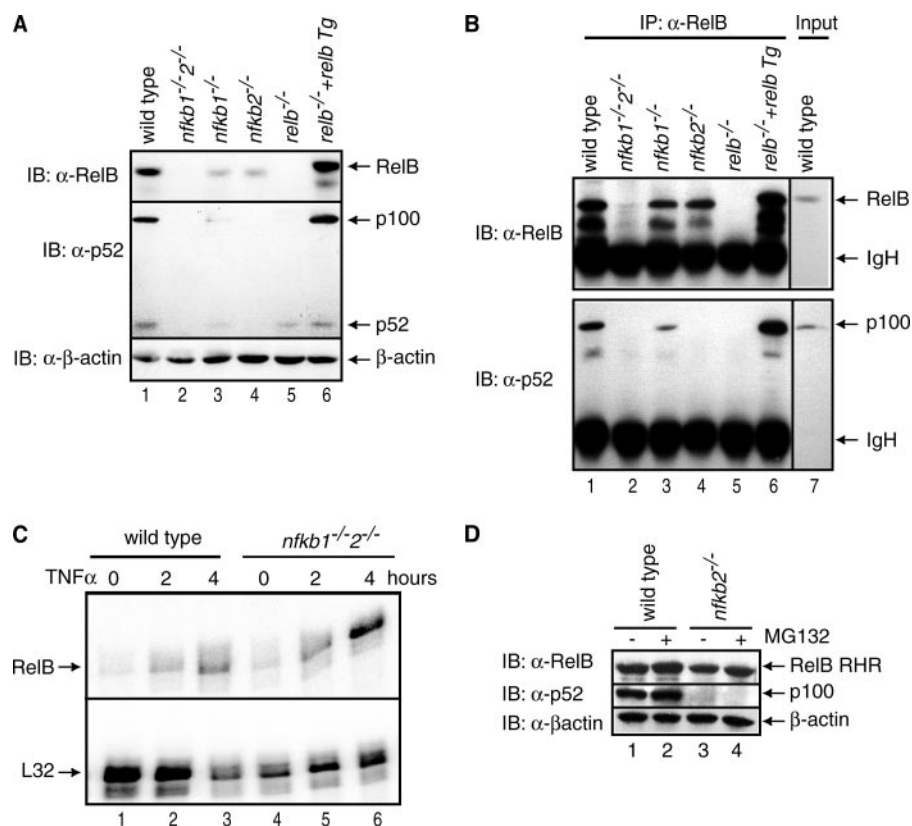 A
wild type
nfkb1-/-2-/-
nfkb1-/-
nfkb2-/-
relb-/-
relb-/-+relb Tg
IB: α-RelB
RelB
IB: α-p52
p100
p52
IB: α-β-actin
β-actin
1 2 3 4 5 6
B
IP: α-RelB
Input
wild type
nfkb1-/-2-/-
nfkb1-/-
nfkb2-/-
relb-/-
relb-/-+relb Tg
wild type
IB: α-RelB
RelB
IgH
IB: α-p52
p100
IgH
1 2 3 4 5 6 7
C
wild type
nfkb1-/-2-/-
TNFα 0 2 4 0 2 4 hours
RelB
L32
1 2 3 4 5 6
D
wild type
nfkb2-/-
- + - + MG132
IB: α-RelB
RelB RHR
IB: α-p52
p100
IB: α-βactin
β-actin
1 2 3 4